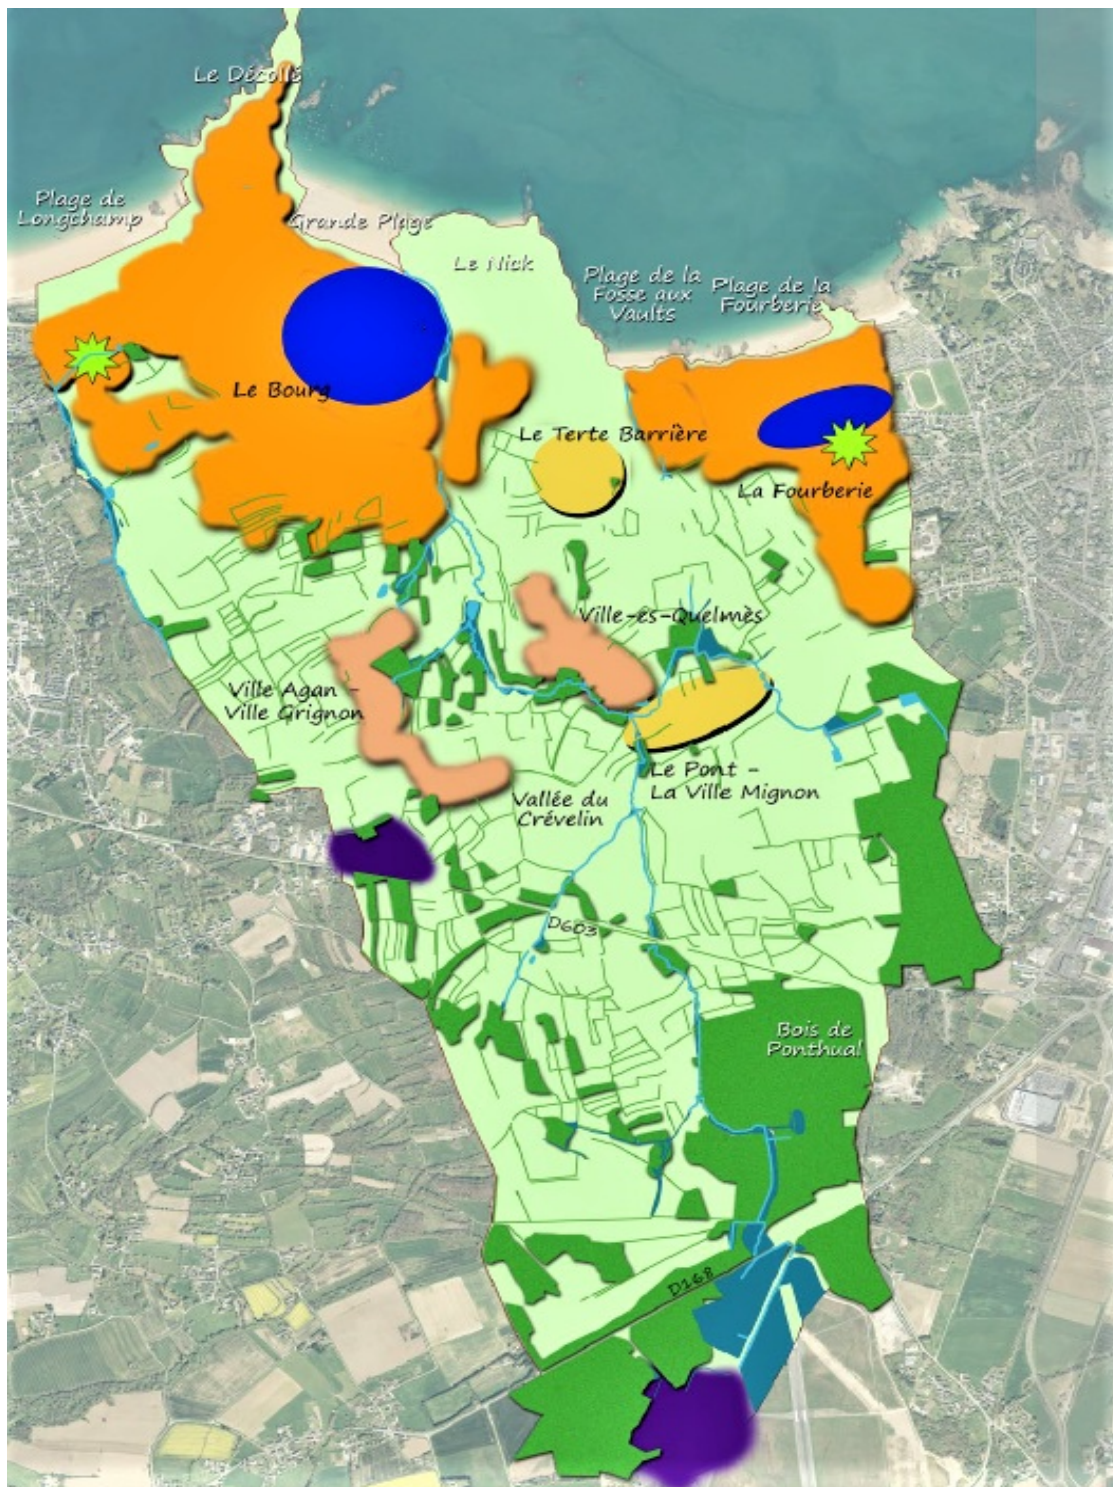 Le Décollé
Plage de
Longchamp
Grande Plage
Le Nick
Plage de la
Fosse aux
Vaults
Plage de la
Fourberie
Le Bourg
Le Terte Barrière
La Fourberie
Ville-es-Quelmès
Ville Agan -
Ville Grignon
Le Pont -
La Ville Mignon
Vallée du
Crévelin
D603
Bois de
Ponthual
D168